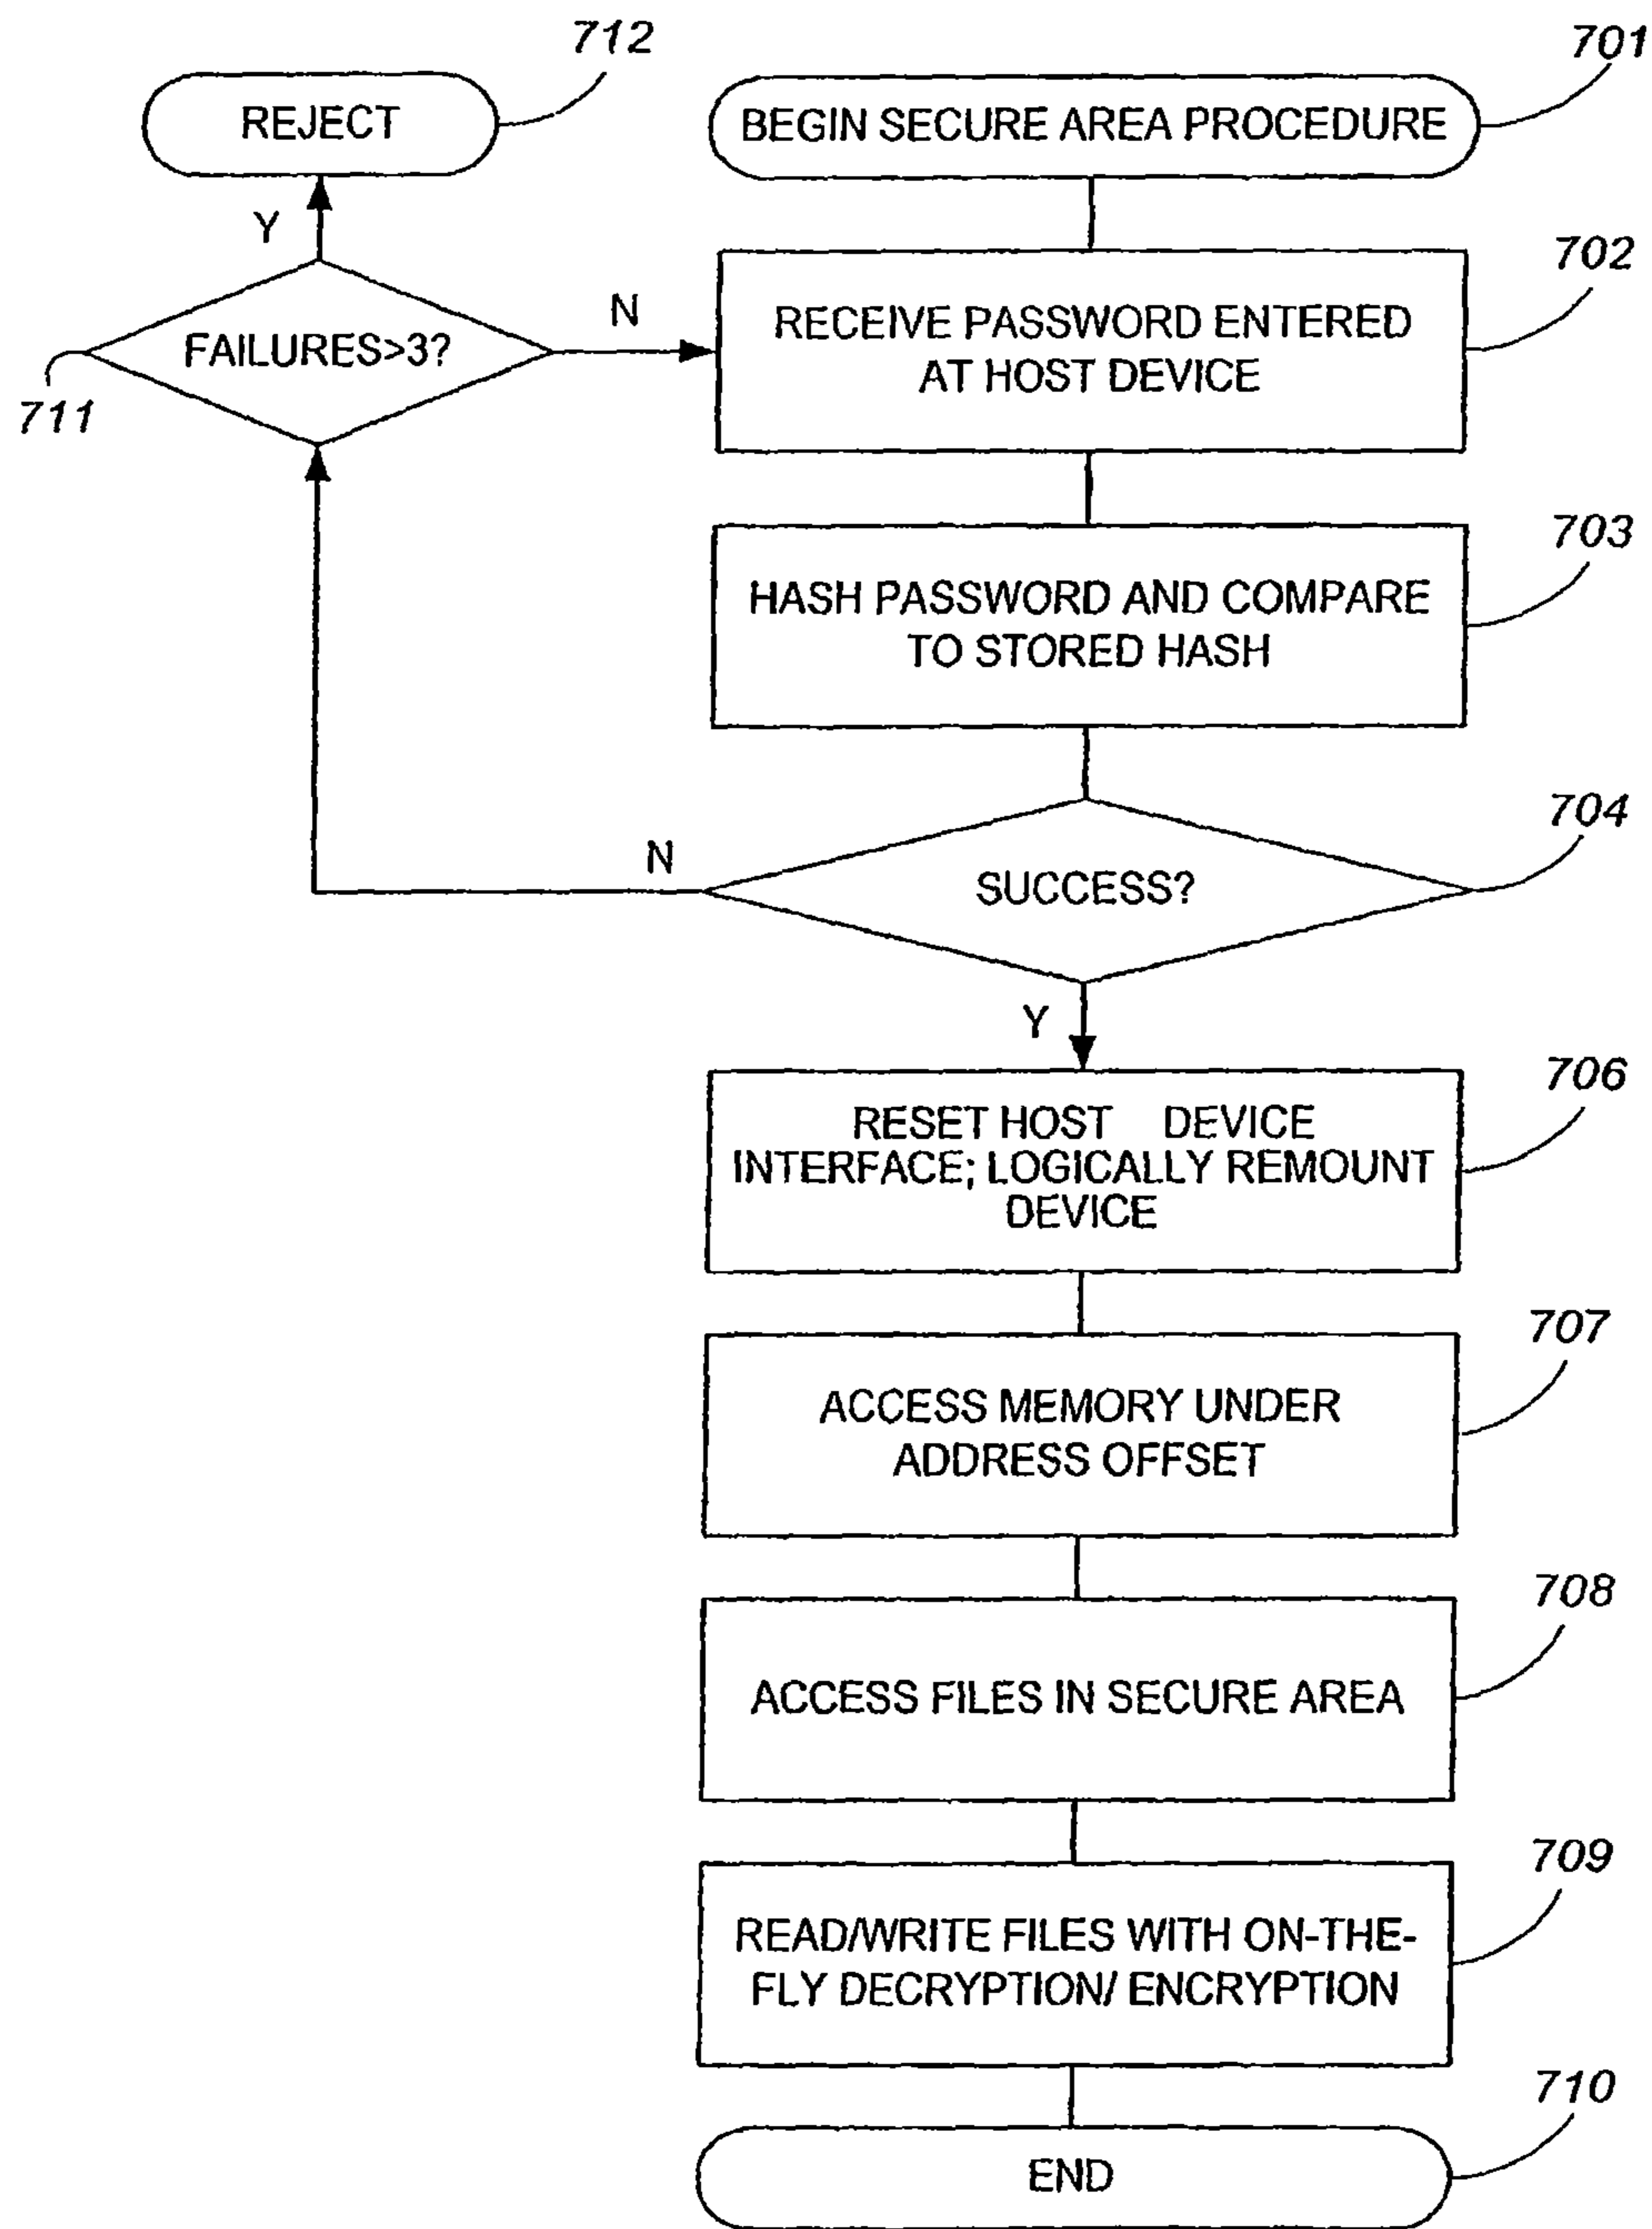 712
701
REJECT
BEGIN SECURE AREA PROCEDURE
Y
702
FAILURES>3?
N
RECEIVE PASSWORD ENTERED
AT HOST DEVICE
711
703
HASH PASSWORD AND COMPARE
TO STORED HASH
704
N
SUCCESS?
Y
706
RESET HOST DEVICE
INTERFACE; LOGICALLY REMOUNT
DEVICE
707
ACCESS MEMORY UNDER
ADDRESS OFFSET
708
ACCESS FILES IN SECURE AREA
709
READ/WRITE FILES WITH ON-THE-
FLY DECRYPTION/ ENCRYPTION
710
END